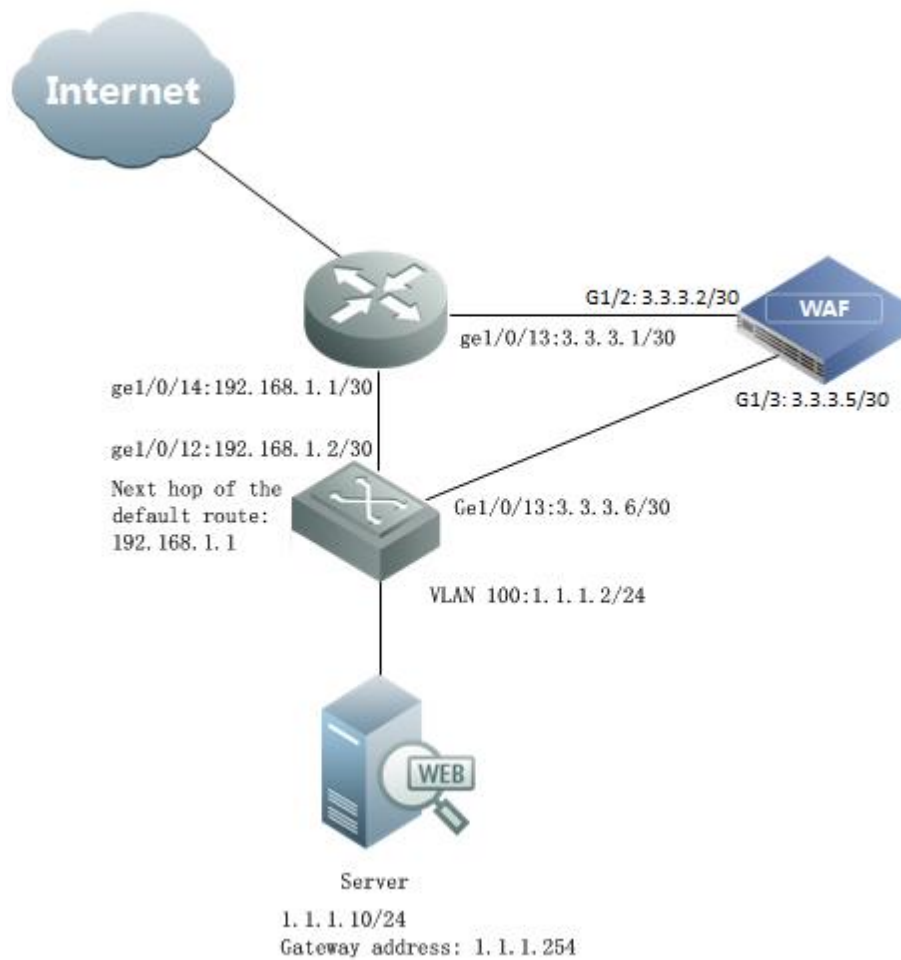 Internet
G1/2: 3.3.3.2/30
WAF
ge1/0/13:3.3.3.1/30
G1/3: 3.3.3.5/30
ge1/0/14:192.168.1.1/30
ge1/0/12:192.168.1.2/30
Next hop of the
default route:
192.168.1.1
Ge1/0/13:3.3.3.6/30
VLAN 100:1.1.1.2/24
WEB
Server
1.1.1.10/24
Gateway address: 1.1.1.254